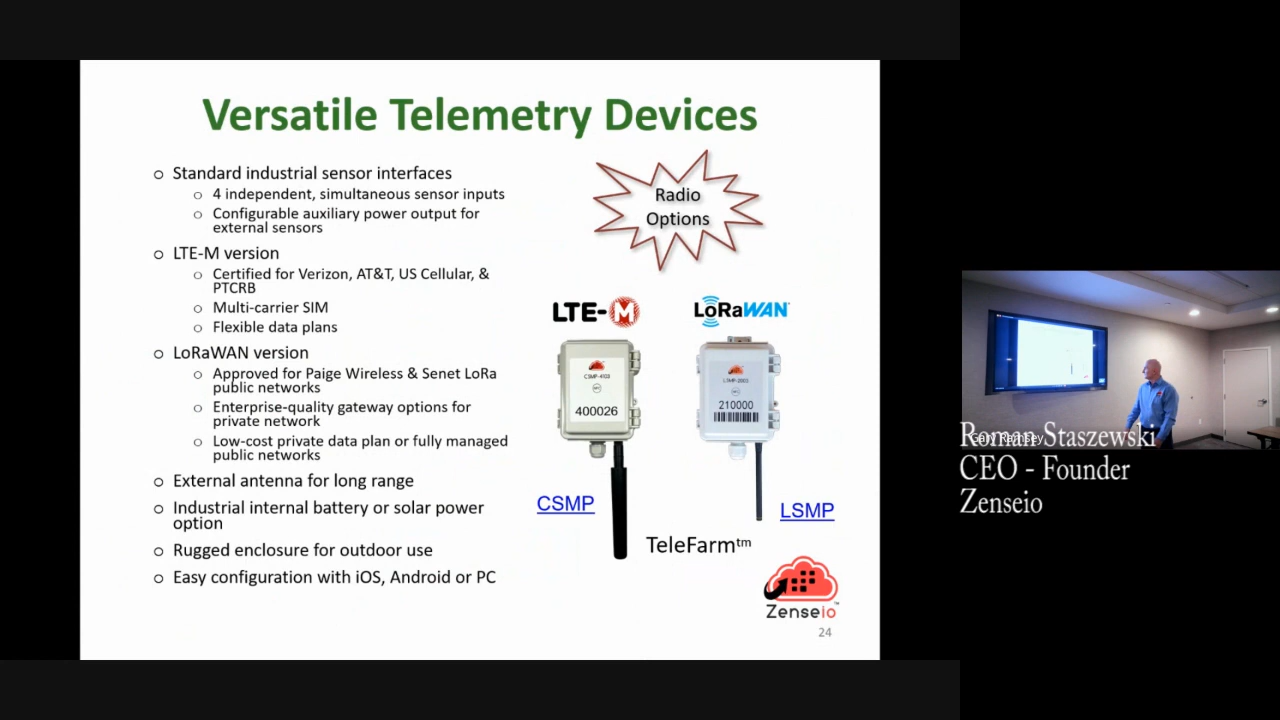 Versatile Telemetry Devices
o Standard industrial sensor interfaces
o 4 independent, simultaneous sensor inputs
o Configurable auxiliary power output for
external sensors
o LTE-M version
o Certified for Verizon, AT&T, US Cellular, &
PTCRB
o Multi-carrier SIM
o Flexible data plans
o LoRaWAN version
o Approved for Paige Wireless & Senet LoRa
public networks
o Enterprise-quality gateway options for
private network
o Low-cost private data plan or fully managed
public networks
o External antenna for long range
o Industrial internal battery or solar power
option
o Rugged enclosure for outdoor use
o Easy configuration with iOS, Android or PC
Radio
Options
LTE-M
LoRaWAN
CSMP-4103
400026
210000
CSMP
LSMP
TeleFarm™
Zenseio™
24
Roman Staszewski
CEO - Founder
Zenseio